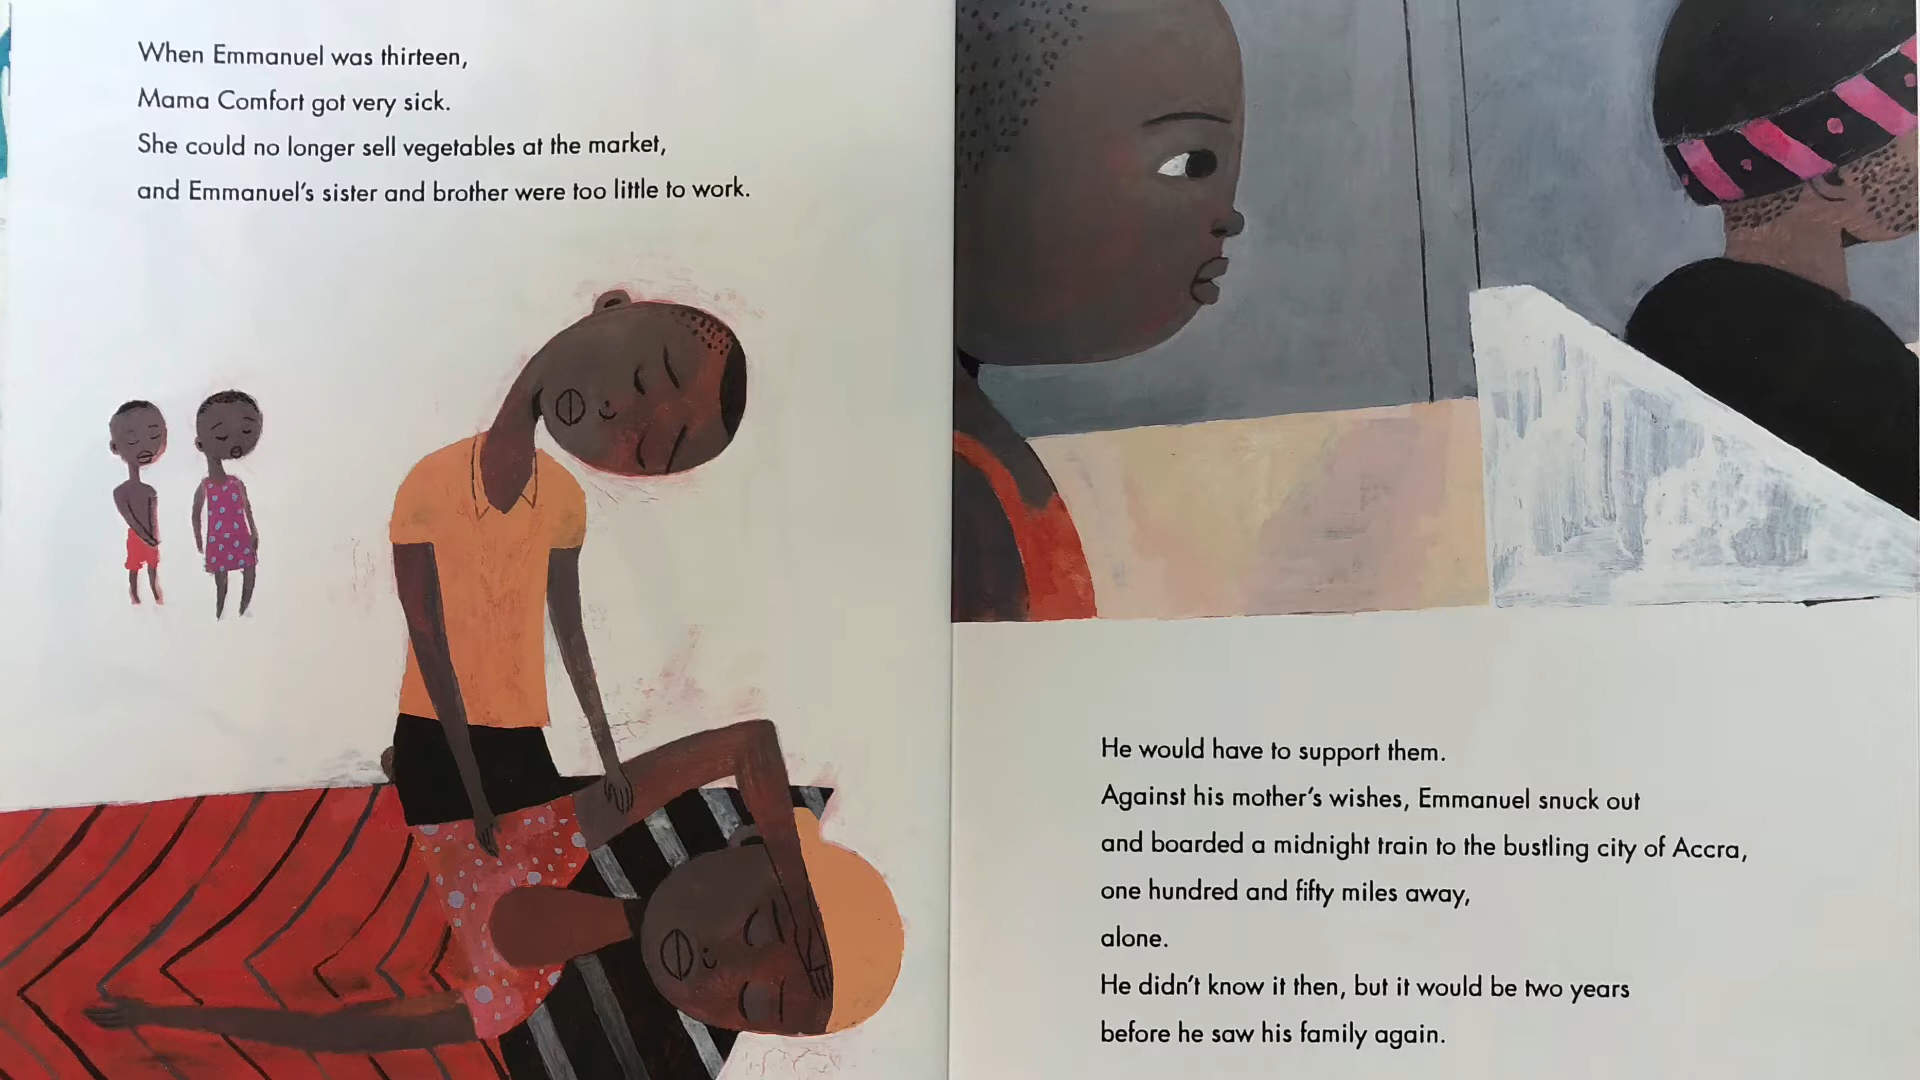 When Emmanuel was thirteen,
Mama Comfort got very sick.
She could no longer sell vegetables at the market,
and Emmanuel's sister and brother were too little to work.
He would have to support them.
Against his mother's wishes, Emmanuel snuck out
and boarded a midnight train to the bustling city of Accra,
one hundred and fifty miles away,
alone.
He didn't know it then, but it would be two years
before he saw his family again.